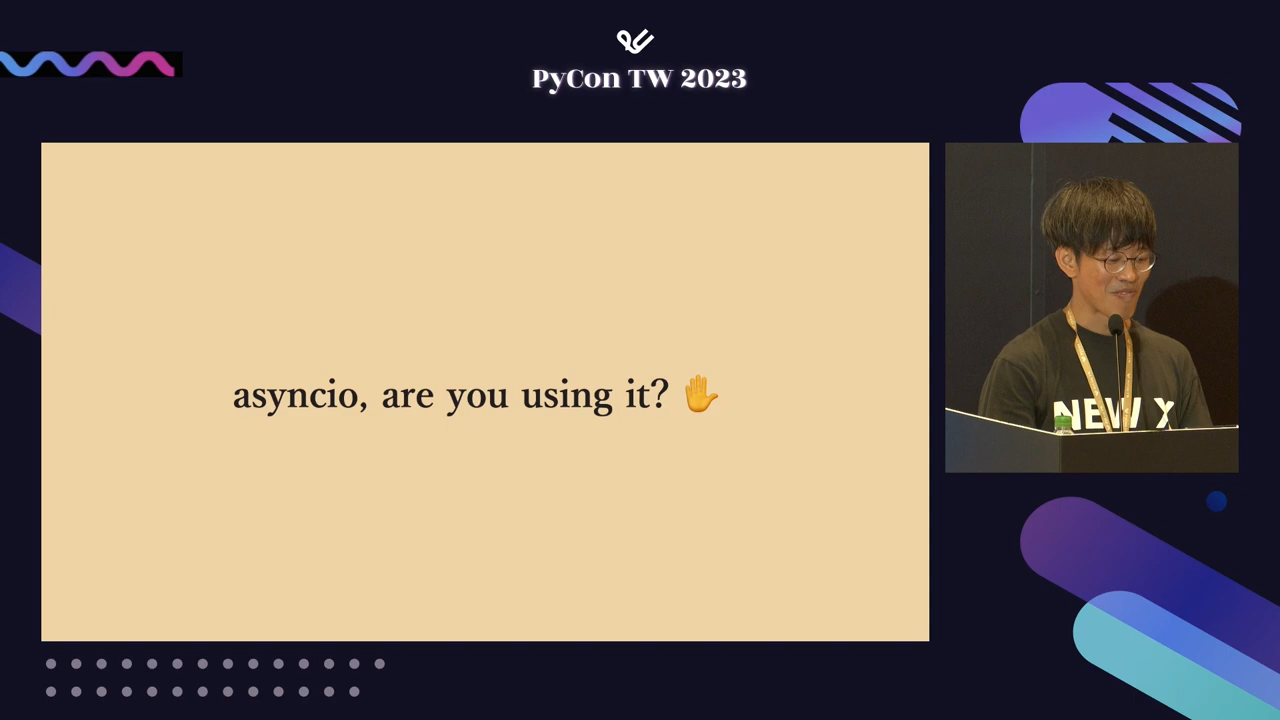 PyCon TW 2023
asyncio, are you using it? ✋
NEW